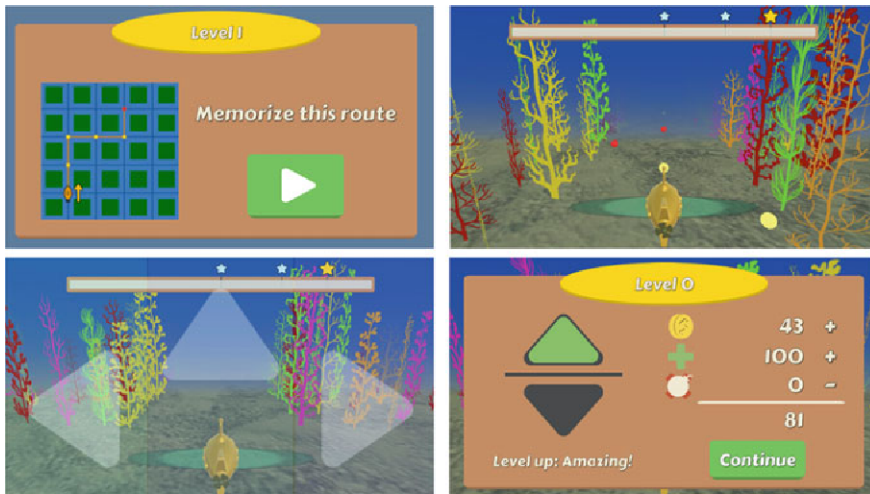 Level 1
Memorize this route
Level 0
43 +
100 +
0 -
81
Level up: Amazing!
Continue